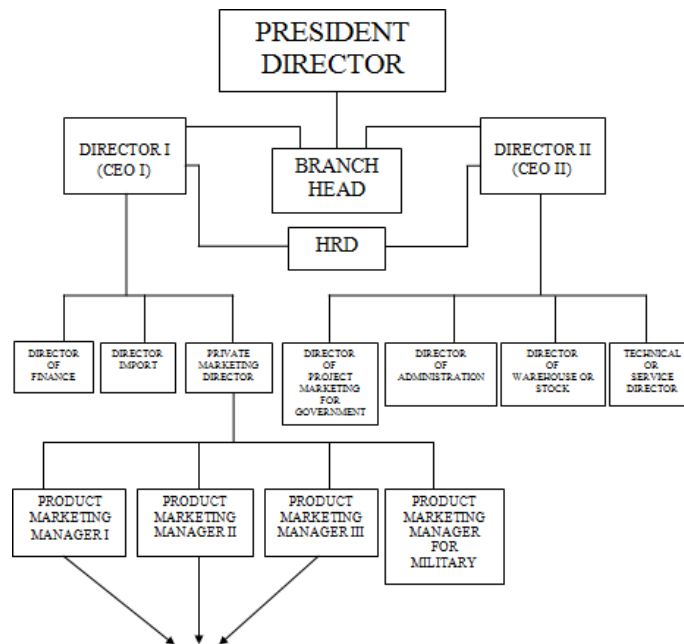 PRESIDENT
DIRECTOR
DIRECTOR I
(CEO I)
BRANCH
HEAD
DIRECTOR II
(CEO II)
HRD
DIRECTOR
OF
FINANCE
DIRECTOR
IMPORT
PRIVATE
MARKETING
DIRECTOR
DIRECTOR
OF
PROJECT
MARKETING
FOR
GOVERNMENT
DIRECTOR
OF
ADMINISTRATION
DIRECTOR
OF
WAREHOUSE OR
STOCK
TECHNICAL
OR
SERVICE
DIRECTOR
PRODUCT
MARKETING
MANAGER I
PRODUCT
MARKETING
MANAGER II
PRODUCT
MARKETING
MANAGER III
PRODUCT
MARKETING
MANAGER
FOR
MILITARY